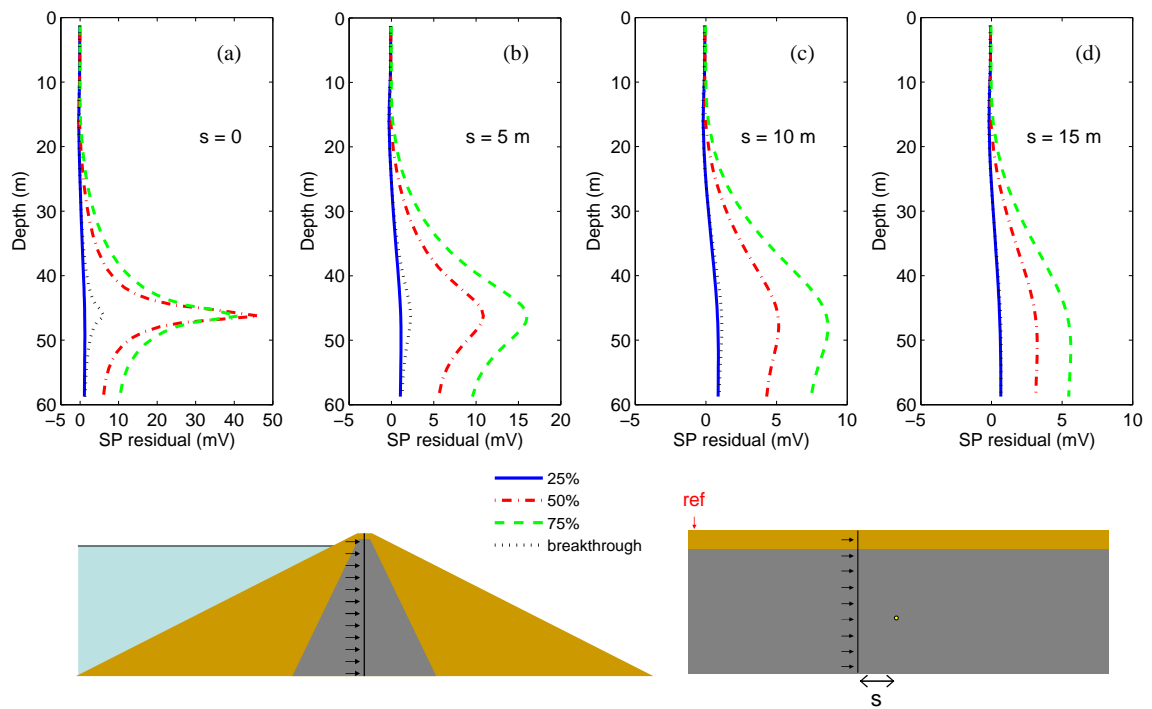 (a)
s = 0
0
10
20
30
40
50
60
Depth (m)
−5 0 10 20 30 40 50
SP residual (mV)
(b)
s = 5 m
0
10
20
30
40
50
60
Depth (m)
−5 0 5 10 15 20
SP residual (mV)
(c)
s = 10 m
0
10
20
30
40
50
60
Depth (m)
−5 0 5 10
SP residual (mV)
(d)
s = 15 m
0
10
20
30
40
50
60
Depth (m)
−5 0 5 10
SP residual (mV)
25%
50%
75%
breakthrough
ref
s